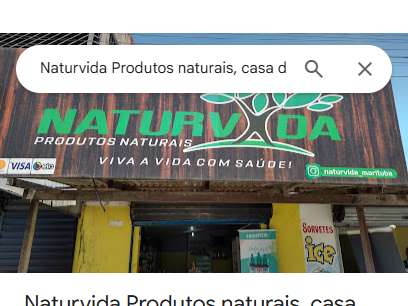 Naturvida Produtos naturais, casa d
NATURVIDA
PRODUTOS NATURAIS
VIVA A VIDA COM SAÚDE!
VISA
naturvida_marituba
SORVETES
ice
Naturvida Produtos naturais, casa